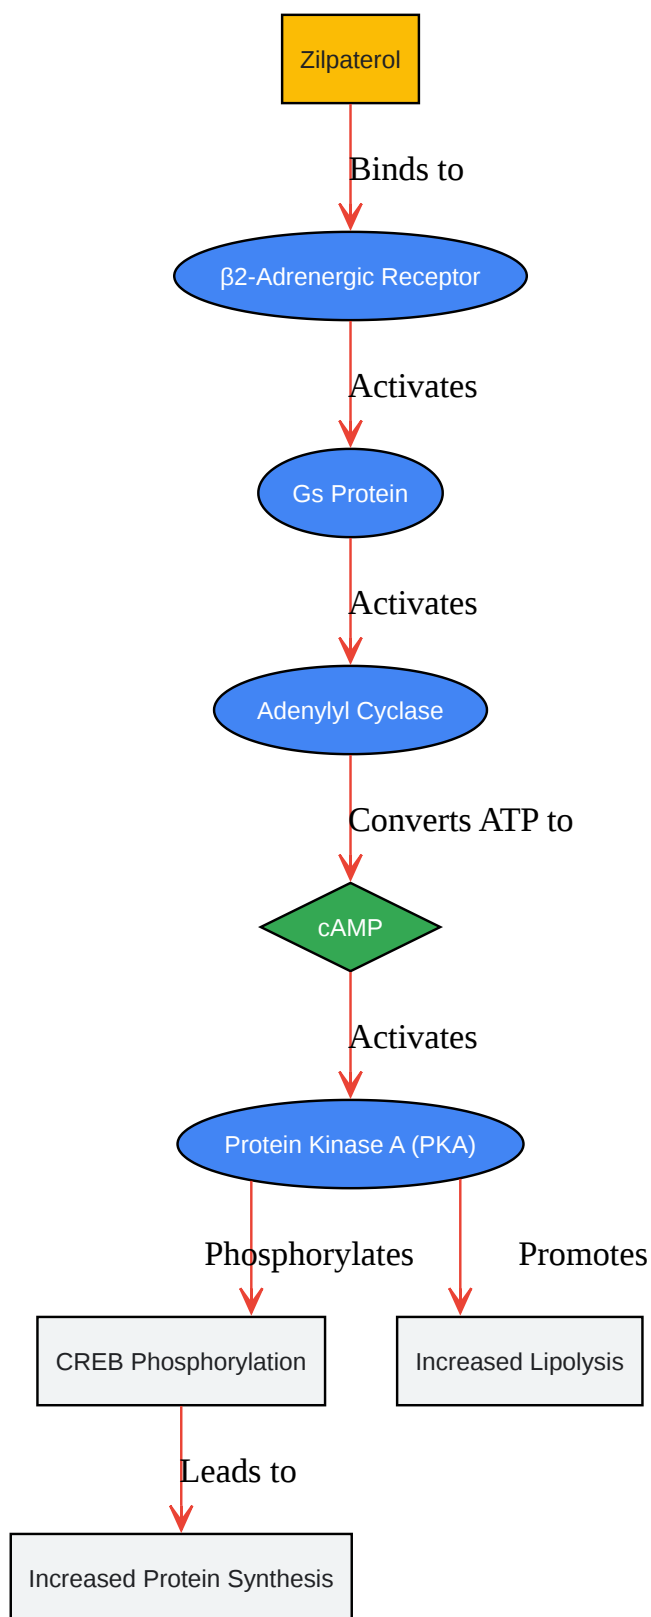 Zilpaterol
Binds to
β2-Adrenergic Receptor
Activates
Gs Protein
Activates
Adenylyl Cyclase
Converts ATP to
cAMP
Activates
Protein Kinase A (PKA)
Phosphorylates
Promotes
CREB Phosphorylation
Increased Lipolysis
Leads to
Increased Protein Synthesis